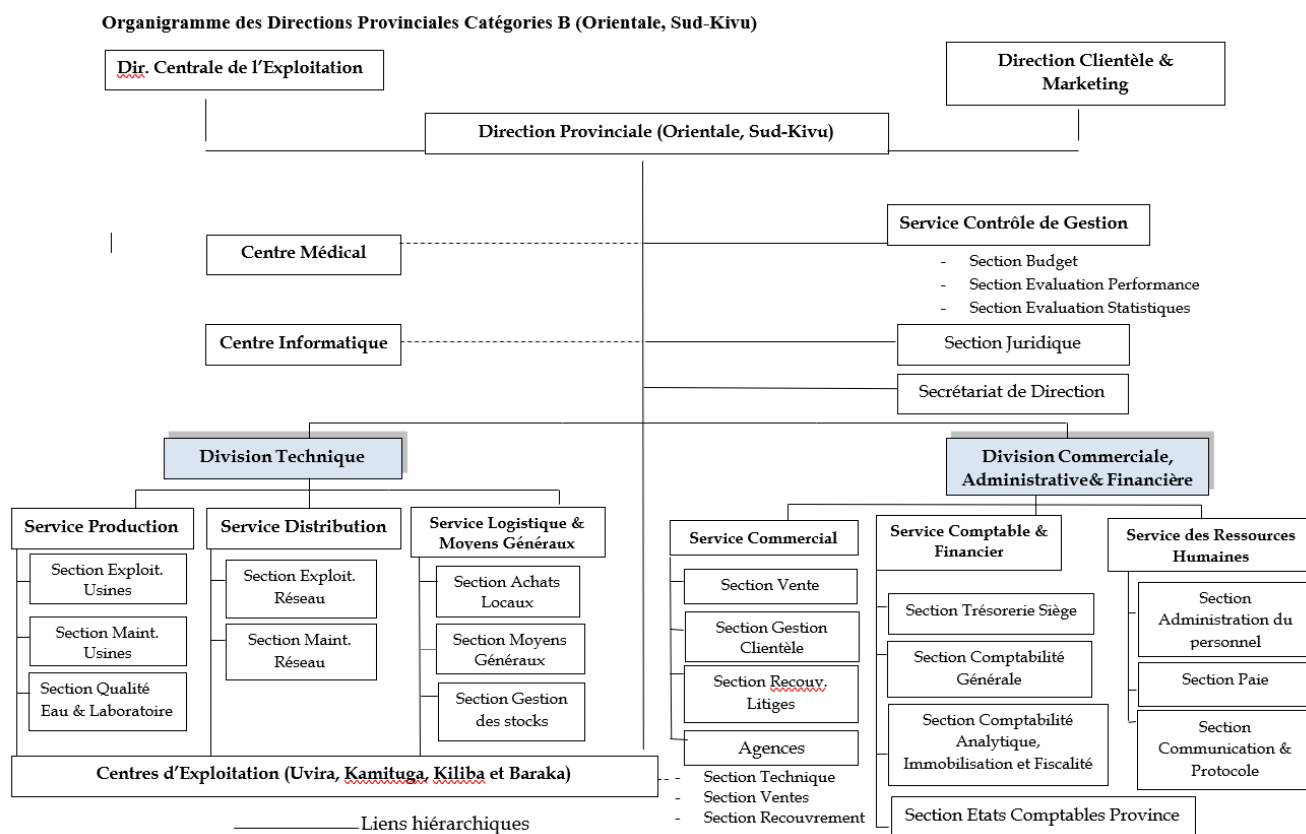 Organigramme des Directions Provinciales Catégories B (Orientale, Sud-Kivu)
Dir. Centrale de l'Exploitation
Direction Clientèle &
Marketing
Direction Provinciale (Orientale, Sud-Kivu)
Centre Médical
Service Contrôle de Gestion
- Section Budget
- Section Evaluation Performance
- Section Evaluation Statistiques
Centre Informatique
Section Juridique
Secrétariat de Direction
Division Technique
Division Commerciale,
Administrative& Financière
Service Production
Section Exploit.
Usines
Section Maint.
Usines
Section Qualité
Eau & Laboratoire
Service Distribution
Section Exploit.
Réseau
Section Maint.
Réseau
Service Logistique &
Moyens Généraux
Section Achats
Locaux
Section Moyens
Généraux
Section Gestion
des stocks
Service Commercial
Section Vente
Section Gestion
Clientèle
Section Recouv.
Litiges
Agences
Service Comptable &
Financier
Section Trésorerie Siège
Section Comptabilité
Générale
Section Comptabilité
Analytique,
Immobilisation et Fiscalité
Section Etats Comptables Province
Service des Ressources
Humaines
Section
Administration du
personnel
Section Paie
Section
Communication &
Protocole
Centres d'Exploitation (Uvira, Kamituga, Kiliba et Baraka)
- Section Technique
- Section Ventes
- Section Recouvrement
Liens hiérarchiques